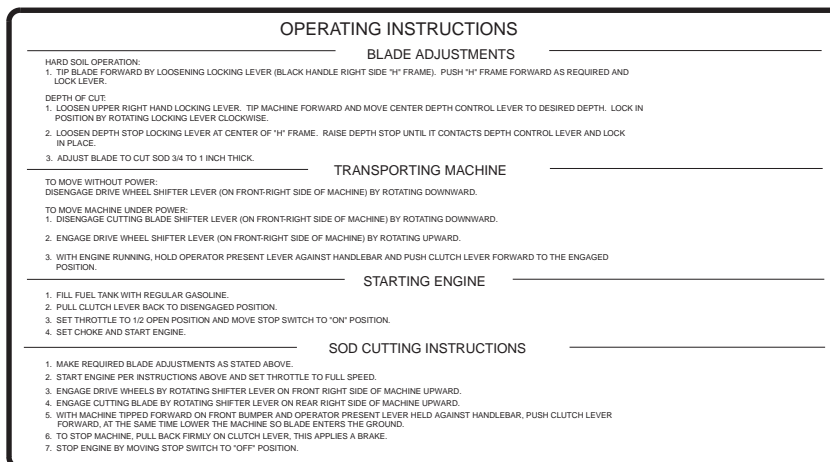 OPERATING INSTRUCTIONS
BLADE ADJUSTMENTS
HARD SOIL OPERATION:
1. TIP BLADE FORWARD BY LOOSENING LOCKING LEVER (BLACK HANDLE RIGHT SIDE "H" FRAME). PUSH "H" FRAME FORWARD AS REQUIRED AND
LOCK LEVER.
DEPTH OF CUT:
1. LOOSEN UPPER RIGHT HAND LOCKING LEVER. TIP MACHINE FORWARD AND MOVE CENTER DEPTH CONTROL LEVER TO DESIRED DEPTH. LOCK IN
POSITION BY ROTATING LOCKING LEVER CLOCKWISE.
2. LOOSEN DEPTH STOP LOCKING LEVER AT CENTER OF "H" FRAME. RAISE DEPTH STOP UNTIL IT CONTACTS DEPTH CONTROL LEVER AND LOCK
IN PLACE.
3. ADJUST BLADE TO CUT SOD 3/4 TO 1 INCH THICK.
TRANSPORTING MACHINE
TO MOVE WITHOUT POWER:
DISENGAGE DRIVE WHEEL SHIFTER LEVER (ON FRONT-RIGHT SIDE OF MACHINE) BY ROTATING DOWNWARD.
TO MOVE MACHINE UNDER POWER:
1. DISENGAGE CUTTING BLADE SHIFTER LEVER (ON FRONT-RIGHT SIDE OF MACHINE) BY ROTATING DOWNWARD.
2. ENGAGE DRIVE WHEEL SHIFTER LEVER (ON FRONT-RIGHT SIDE OF MACHINE) BY ROTATING UPWARD.
3. WITH ENGINE RUNNING, HOLD OPERATOR PRESENT LEVER AGAINST HANDLEBAR AND PUSH CLUTCH LEVER FORWARD TO THE ENGAGED
POSITION.
STARTING ENGINE
1. FILL FUEL TANK WITH REGULAR GASOLINE.
2. PULL CLUTCH LEVER BACK TO DISENGAGED POSITION.
3. SET THROTTLE TO 1/2 OPEN POSITION AND MOVE STOP SWITCH TO "ON" POSITION.
4. SET CHOKE AND START ENGINE.
SOD CUTTING INSTRUCTIONS
1. MAKE REQUIRED BLADE ADJUSTMENTS AS STATED ABOVE.
2. START ENGINE PER INSTRUCTIONS ABOVE AND SET THROTTLE TO FULL SPEED.
3. ENGAGE DRIVE WHEELS BY ROTATING SHIFTER LEVER ON FRONT RIGHT SIDE OF MACHINE UPWARD.
4. ENGAGE CUTTING BLADE BY ROTATING SHIFTER LEVER ON REAR RIGHT SIDE OF MACHINE UPWARD.
5. WITH MACHINE TIPPED FORWARD ON FRONT BUMPER AND OPERATOR PRESENT LEVER HELD AGAINST HANDLEBAR, PUSH CLUTCH LEVER
FORWARD, AT THE SAME TIME LOWER THE MACHINE SO BLADE ENTERS THE GROUND.
6. TO STOP MACHINE, PULL BACK FIRMLY ON CLUTCH LEVER, THIS APPLIES A BRAKE.
7. STOP ENGINE BY MOVING STOP SWITCH TO "OFF" POSITION.